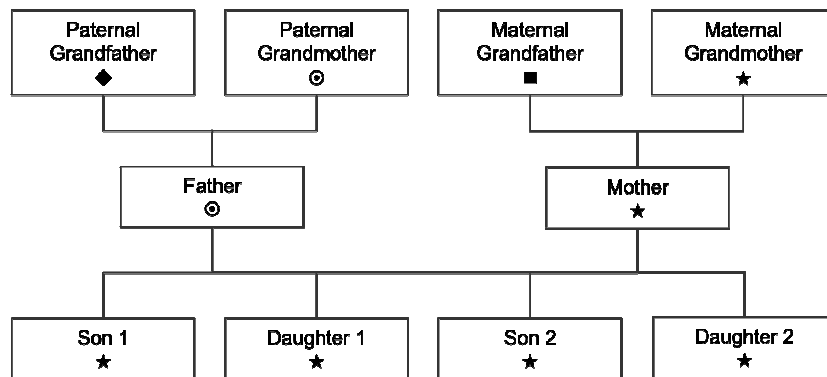 Paternal
Grandfather
Paternal
Grandmother
Maternal
Grandfather
Maternal
Grandmother
Father
Mother
Son 1
Daughter 1
Son 2
Daughter 2